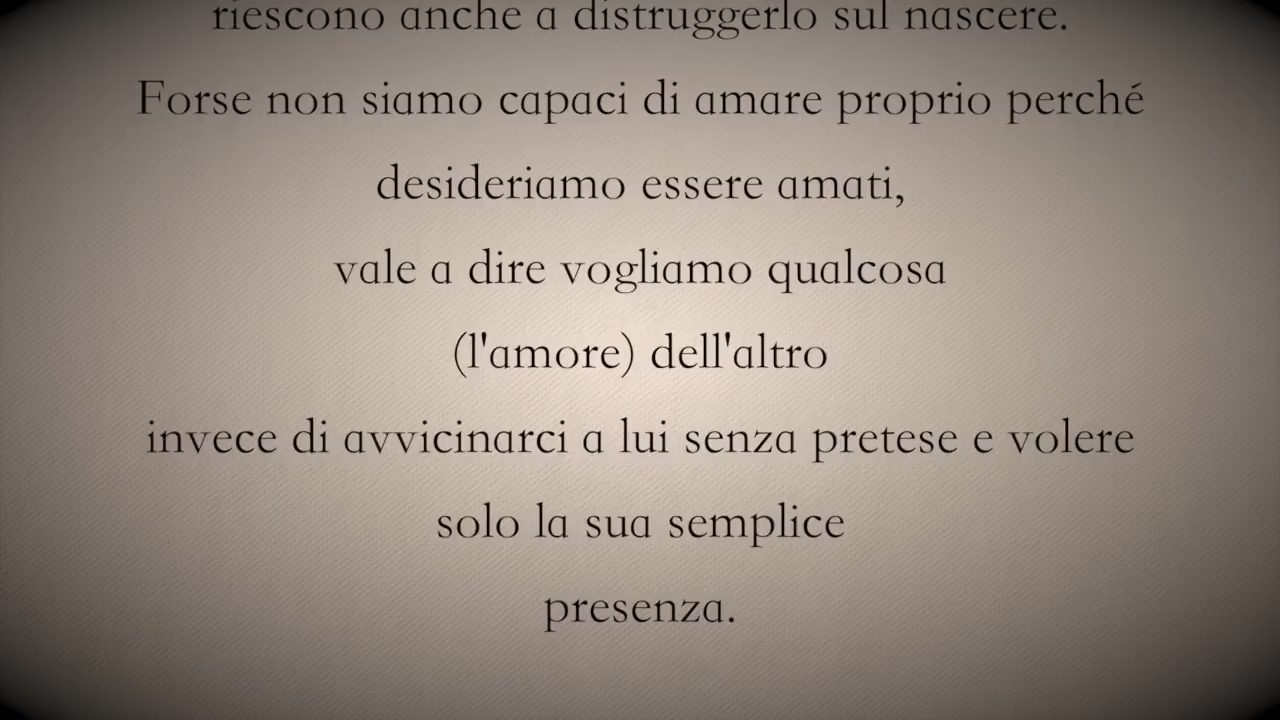 riescono anche a distruggerlo sul nascere.
Forse non siamo capaci di amare proprio perché
desideriamo essere amati,
vale a dire vogliamo qualcosa
(l'amore) dell'altro
invece di avvicinarci a lui senza pretese e volere
solo la sua semplice
presenza.